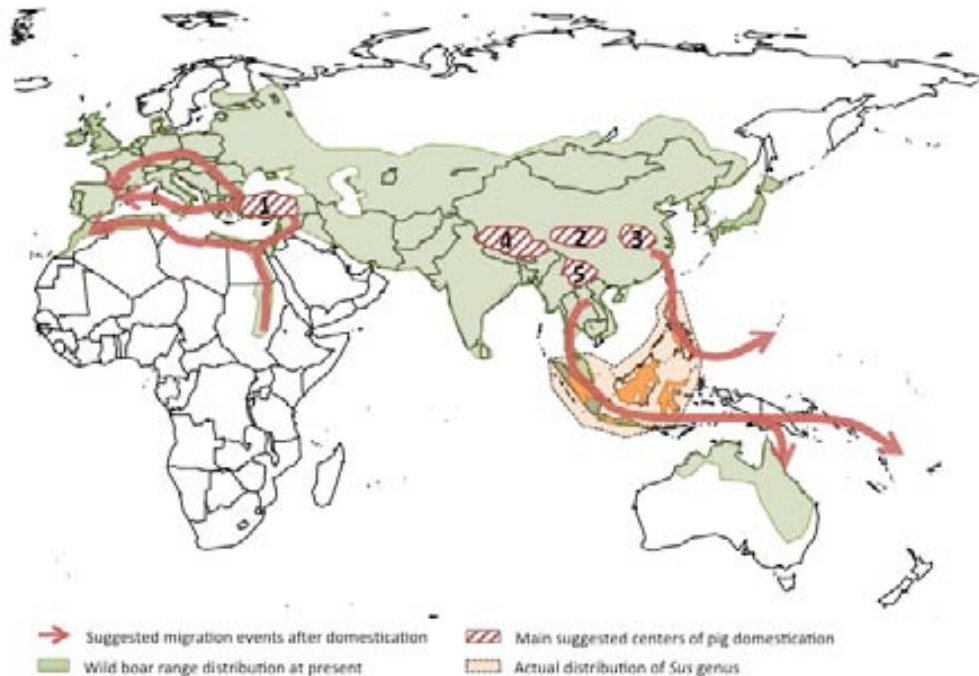 1
4
2
3
5
Suggested migration events after domestication
Main suggested centers of pig domestication
Wild boar range distribution at present
Actual distribution of Sus genus